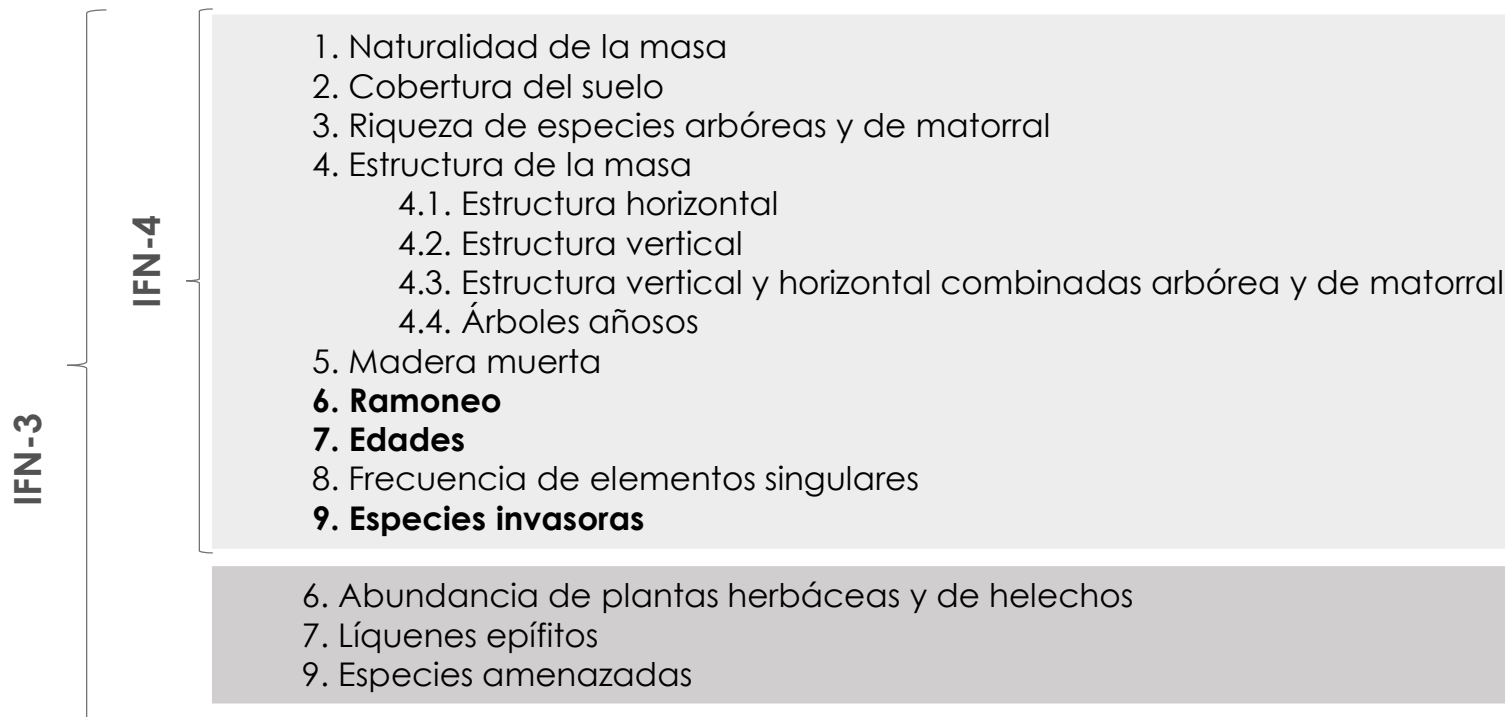 IFN-3
IFN-4
1. Naturalidad de la masa
2. Cobertura del suelo
3. Riqueza de especies arbóreas y de matorral
4. Estructura de la masa
4.1. Estructura horizontal
4.2. Estructura vertical
4.3. Estructura vertical y horizontal combinadas arbórea y de matorral
4.4. Árboles añosos
5. Madera muerta
6. Ramoneo
7. Edades
8. Frecuencia de elementos singulares
9. Especies invasoras
6. Abundancia de plantas herbáceas y de helechos
7. Líquenes epífitos
9. Especies amenazadas